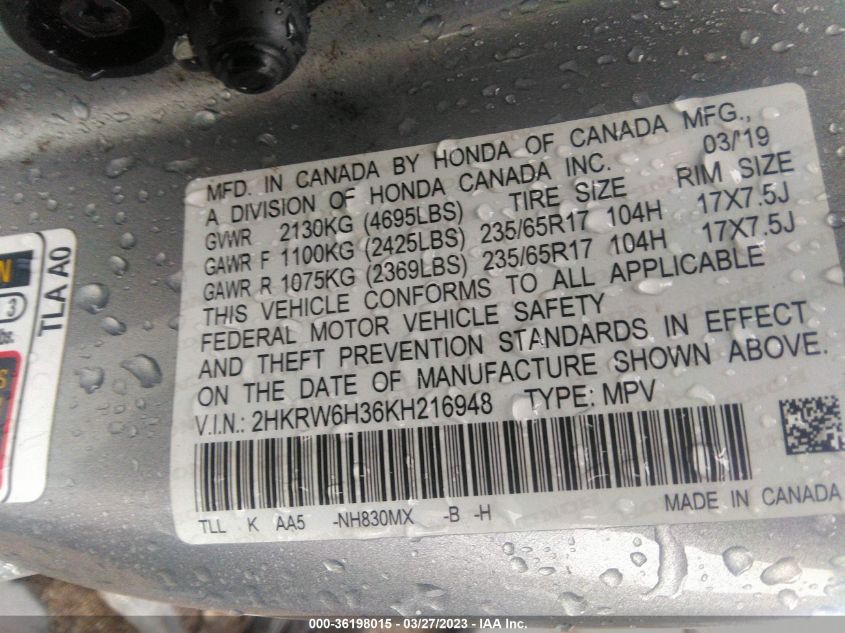 MFD. IN CANADA BY HONDA OF CANADA MFG.,
A DIVISION OF HONDA CANADA INC. 03/'19
GVWR 2130KG (4695LBS) TIRE SIZE RIM SIZE
GAWR F 1100KG (2425LBS) 235/65R17 104H 17X7.5J
GAWR R 1075KG (2369LBS) 235/65R17 104H 17X7.5J
THIS VEHICLE CONFORMS TO ALL APPLICABLE
FEDERAL MOTOR VEHICLE SAFETY
AND THEFT PREVENTION STANDARDS IN EFFECT
ON THE DATE OF MANUFACTURE SHOWN ABOVE.
V.I.N.: 2HKRW6H36KH216948 TYPE: MPV
TLL K AA5 -NH830MX -B -H MADE IN CANADA
TLA A0
3
000-36198015 — 03/27/2023 — IAA Inc.